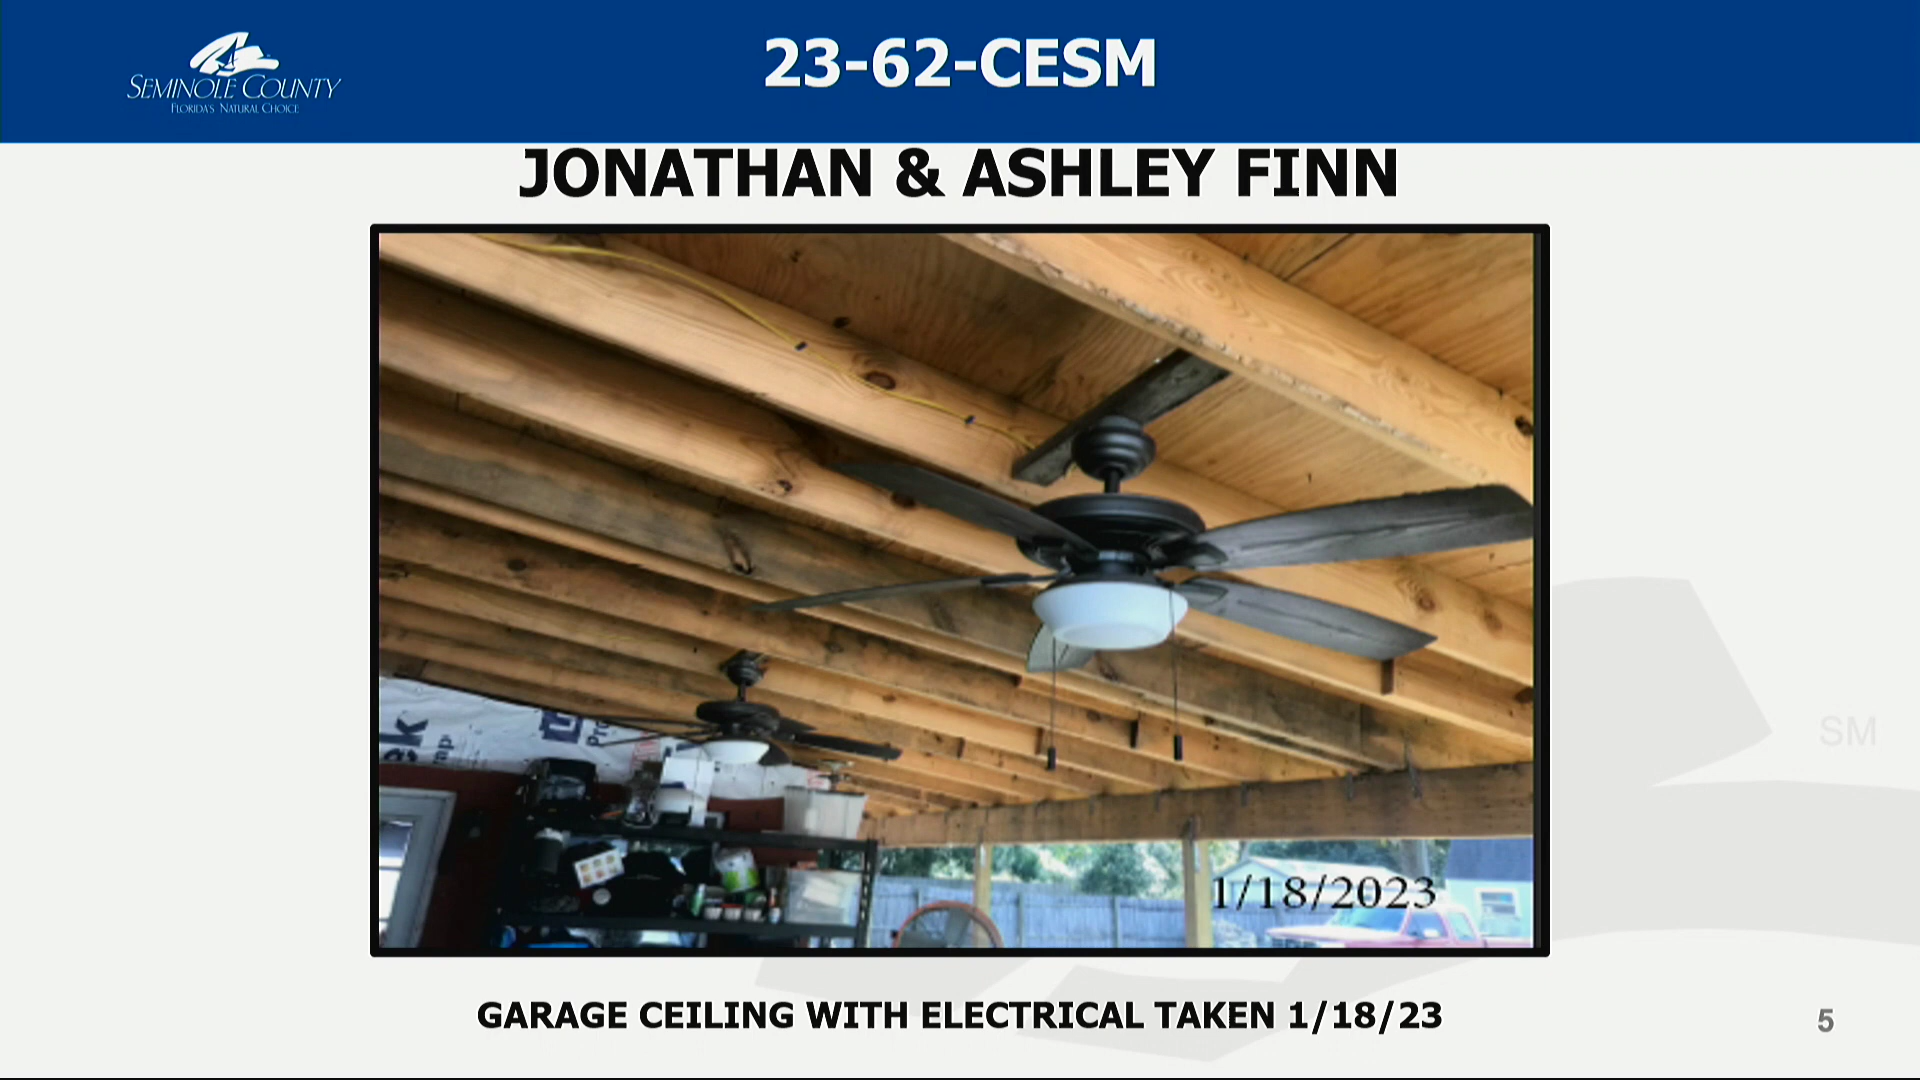 SEMINOLE COUNTY
FLORIDA'S NATURAL CHOICE
23-62-CESM
JONATHAN & ASHLEY FINN
1/18/2023
GARAGE CEILING WITH ELECTRICAL TAKEN 1/18/23
5
SM